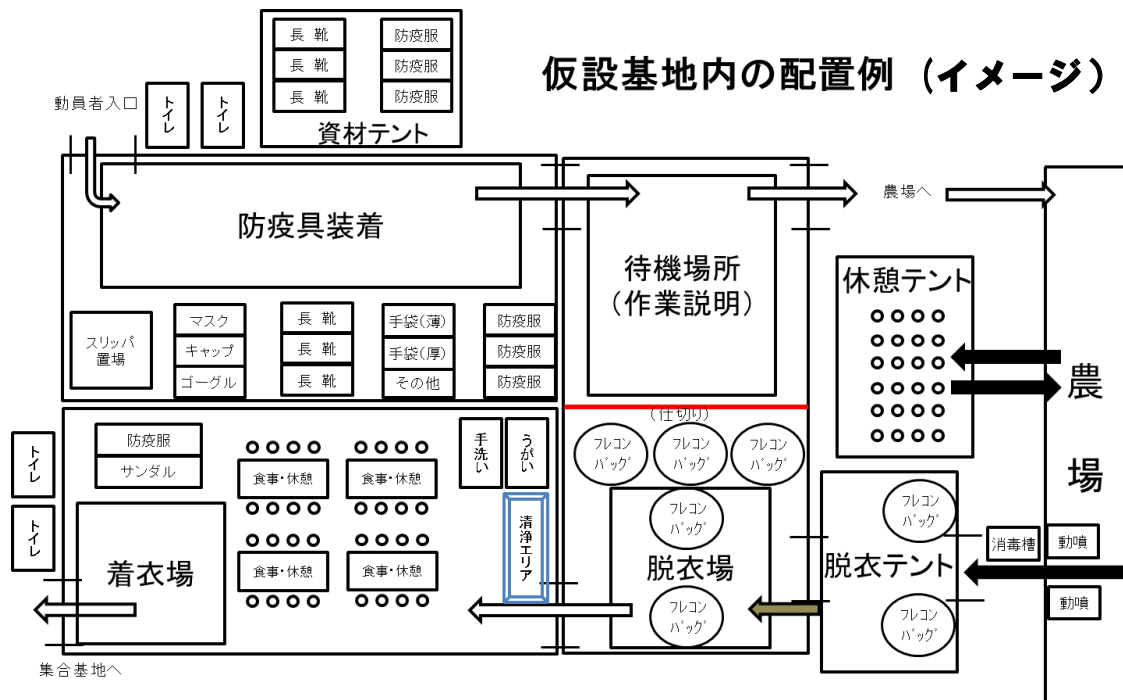 仮設基地内の配置例（イメージ）
動員者入口
トイレ
トイレ
長 靴
長 靴
長 靴
防疫服
防疫服
防疫服
資材テント
防疫具装着
スリッパ
置場
マスク
キャップ
ゴーグル
長 靴
長 靴
長 靴
手袋(薄)
手袋(厚)
その他
防疫服
防疫服
防疫服
待機場所
（作業説明）
農場へ
休憩テント
農
場
(仕切り)
フレコン
バッグ
フレコン
バッグ
フレコン
バッグ
フレコン
バッグ
脱衣場
フレコン
バッグ
フレコン
バッグ
脱衣テント
フレコン
バッグ
消毒槽
動噴
動噴
トイレ
トイレ
防疫服
サンダル
着衣場
食事・休憩
食事・休憩
食事・休憩
食事・休憩
手洗い
うがい
清浄エリア
集合基地へ